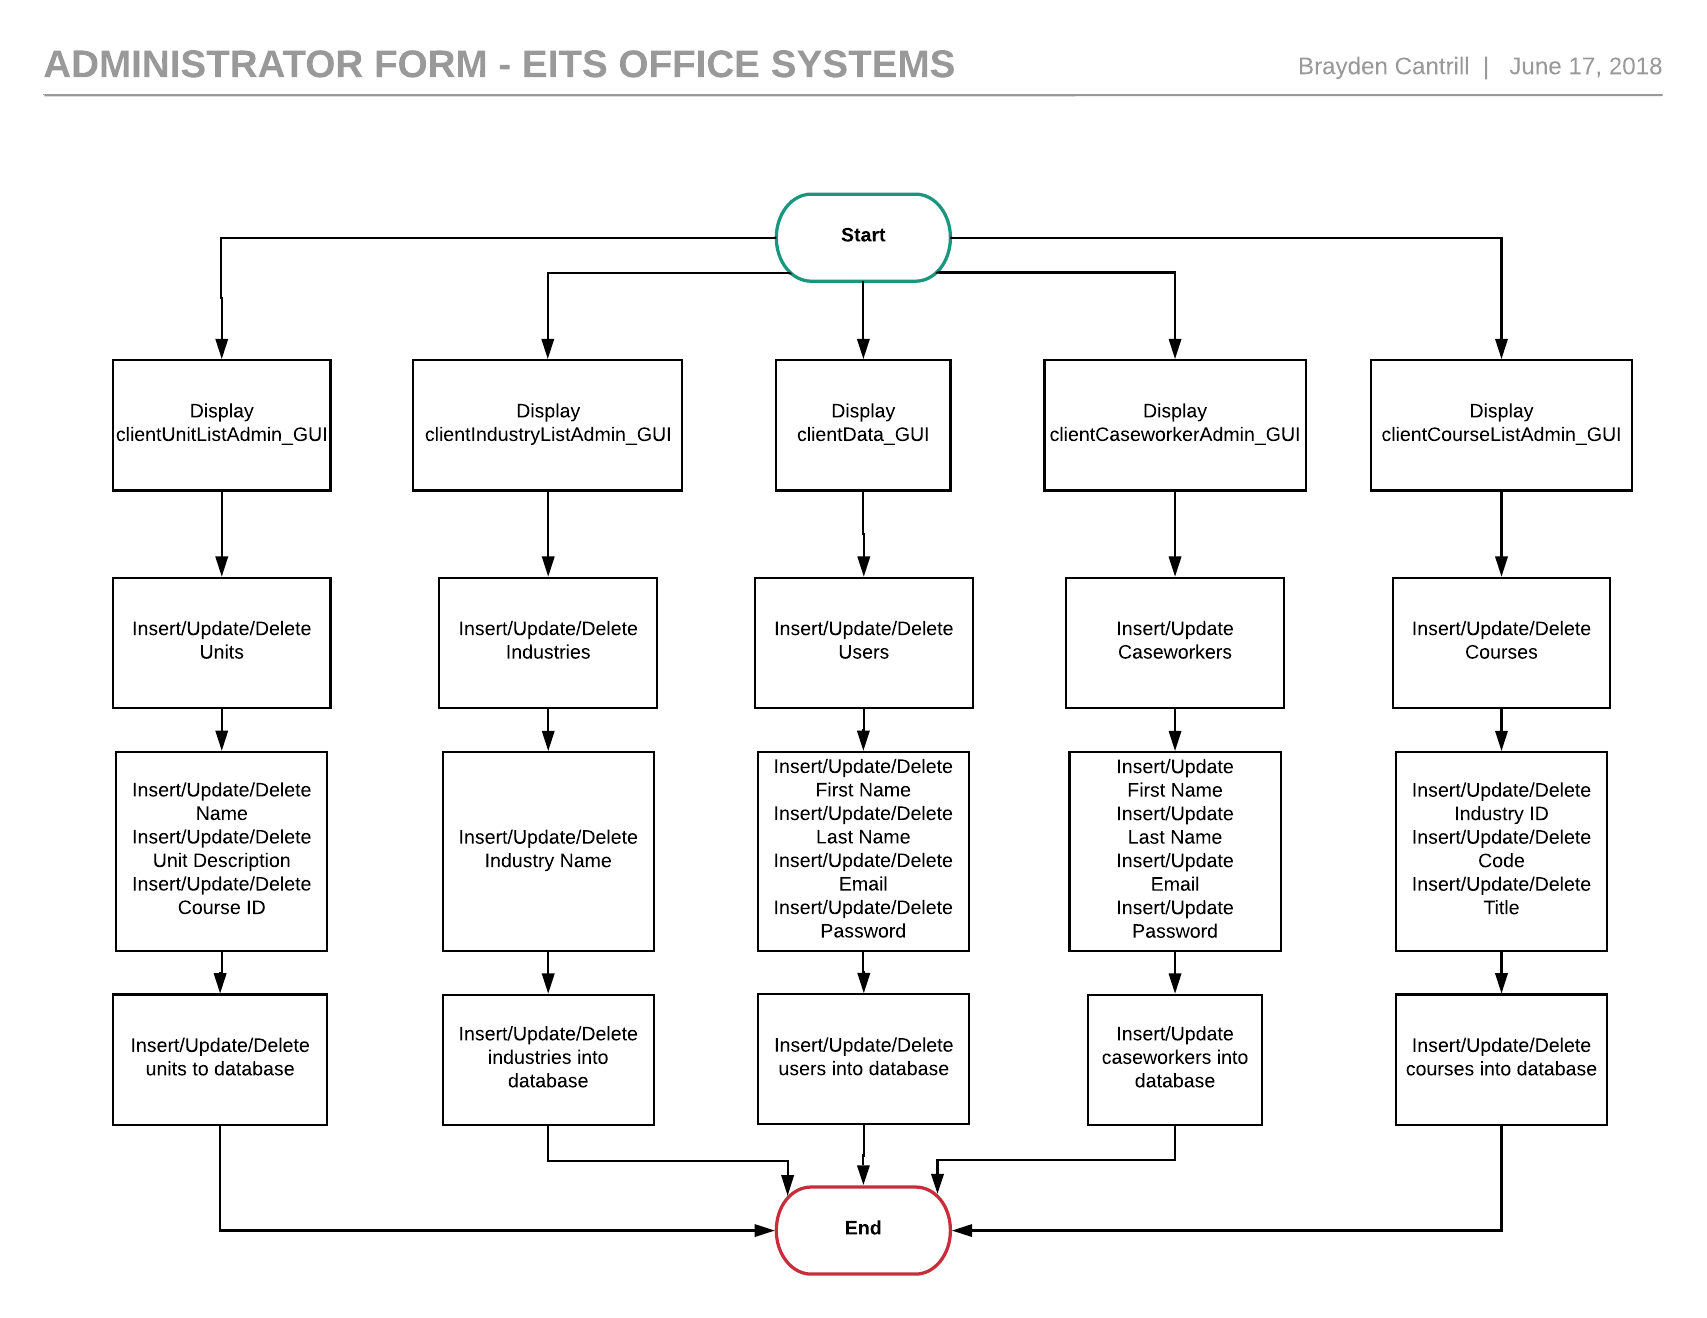 ADMINISTRATOR FORM - EITS OFFICE SYSTEMS
Brayden Cantrill | June 17, 2018
Start
Display
clientUnitListAdmin_GUI
Display
clientIndustryListAdmin_GUI
Display
clientData_GUI
Display
clientCaseworkerAdmin_GUI
Display
clientCourseListAdmin_GUI
Insert/Update/Delete
Units
Insert/Update/Delete
Industries
Insert/Update/Delete
Users
Insert/Update
Caseworkers
Insert/Update/Delete
Courses
Insert/Update/Delete
Name
Insert/Update/Delete
Unit Description
Insert/Update/Delete
Course ID
Insert/Update/Delete
Industry Name
Insert/Update/Delete
First Name
Insert/Update/Delete
Last Name
Insert/Update/Delete
Email
Insert/Update/Delete
Password
Insert/Update
First Name
Insert/Update
Last Name
Insert/Update
Email
Insert/Update
Password
Insert/Update/Delete
Industry ID
Insert/Update/Delete
Code
Insert/Update/Delete
Title
Insert/Update/Delete
units to database
Insert/Update/Delete
industries into
database
Insert/Update/Delete
users into database
Insert/Update
caseworkers into
database
Insert/Update/Delete
courses into database
End